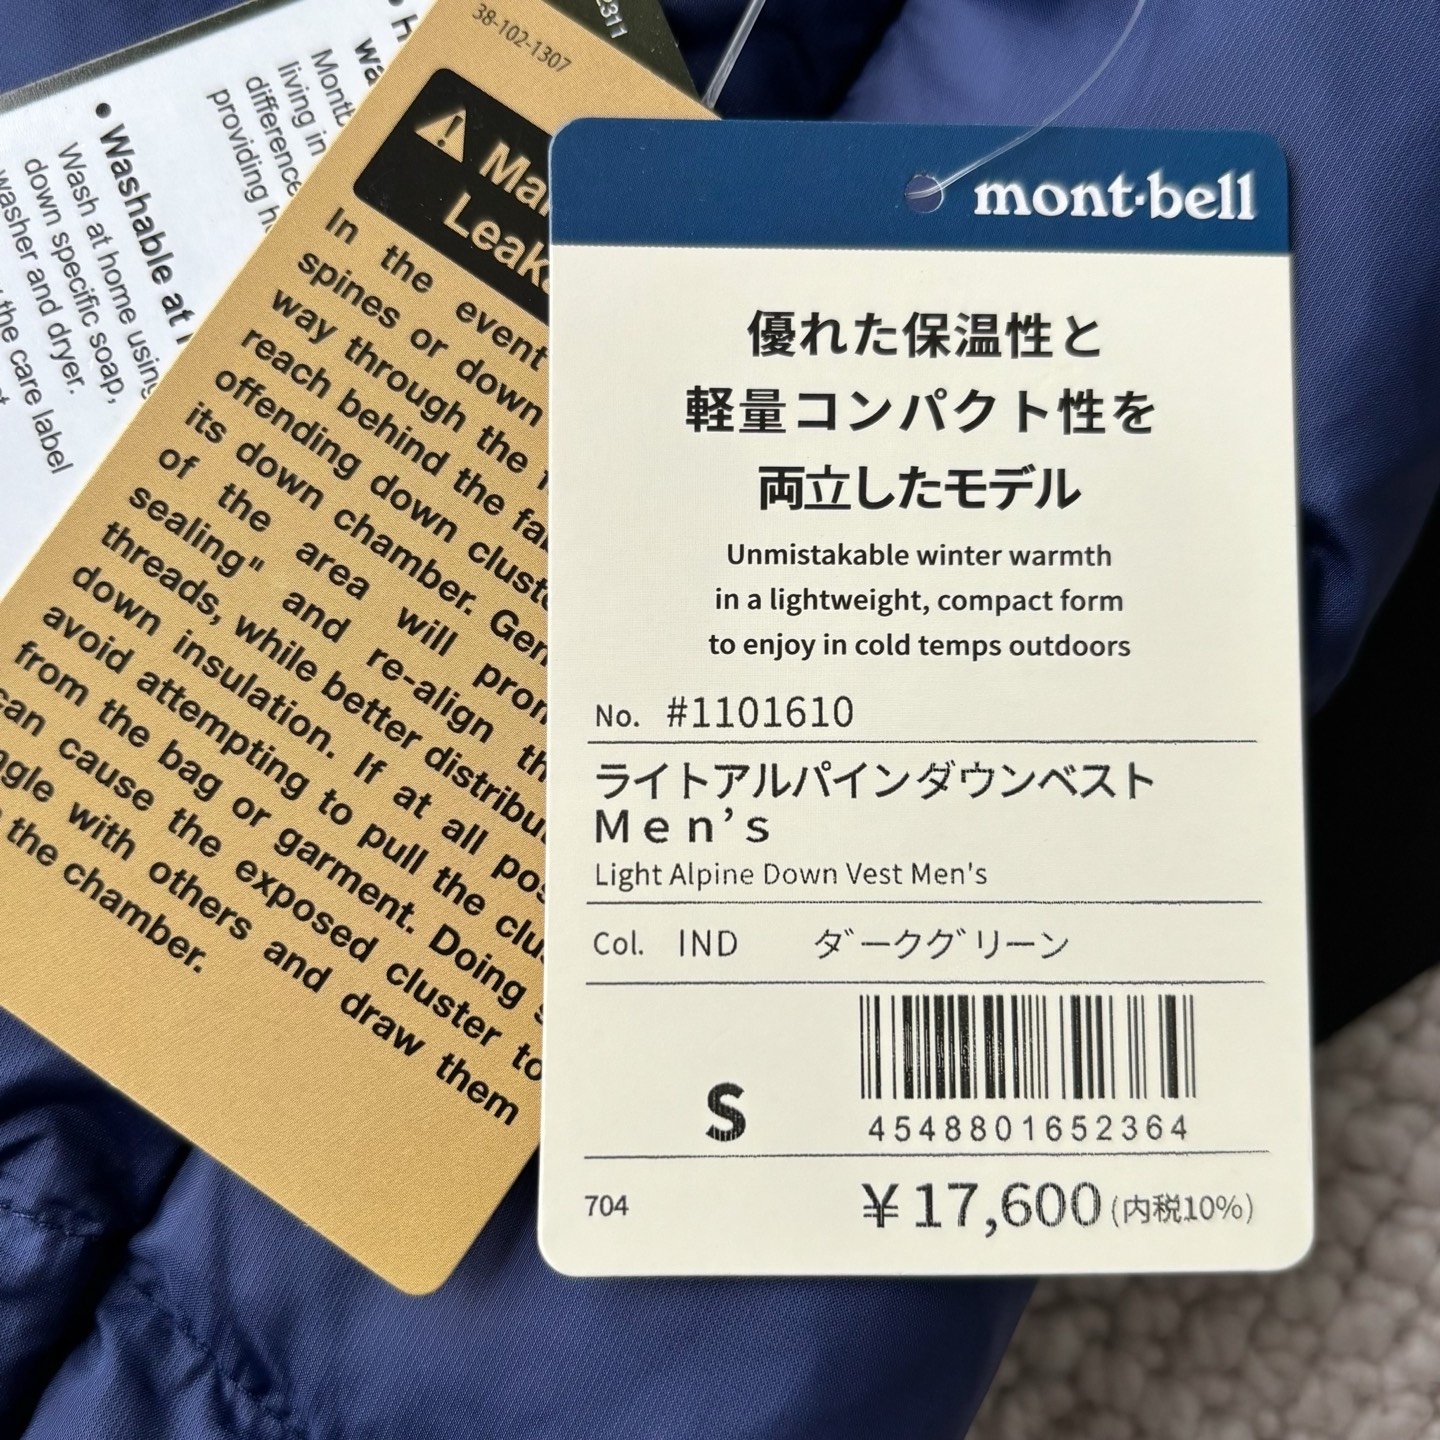 mont-bell
優れた保温性と
軽量コンパクト性を
両立したモデル
Unmistakable winter warmth
in a lightweight, compact form
to enjoy in cold temps outdoors
No. #1101610
ライトアルパインダウンベスト
Men's
Light Alpine Down Vest Men's
Col. IND ダークグリーン
S
4548801652364
704 ¥17,600(内税10%)
38-102-1307
In the event
spines or down
way through the
reach behind the
offending down
its down chamber.
of the area will
sealing" and re-align
threads, while better
down insulation. If at all
avoid attempting to pull the
from the bag or garment. Doing
cause the exposed cluster to
with others and draw them
the chamber.
living in
providing
• Washable at
Wash at home using
down specific soap,
washer and dryer.
the care label